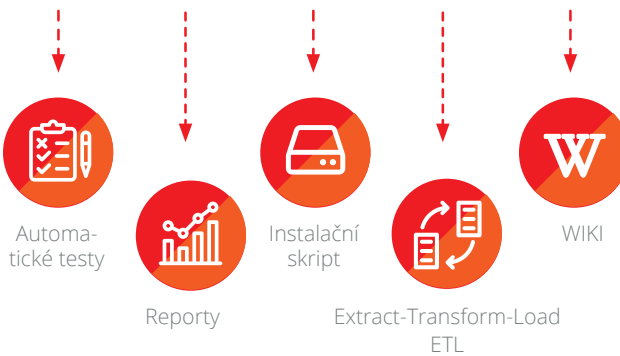 W
Automa-
tické testy
Instalační
skript
WIKI
Reporty
Extract-Transform-Load
ETL